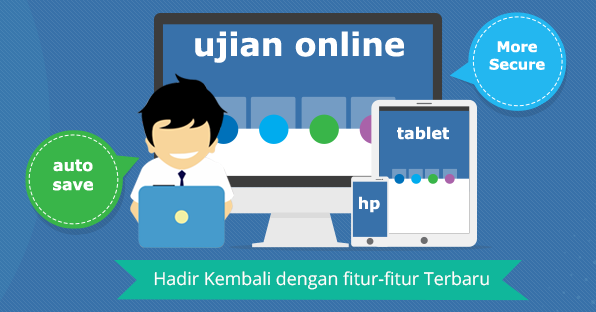 ujian online
More
Secure
auto
save
tablet
hp
Hadir Kembali dengan fitur-fitur Terbaru